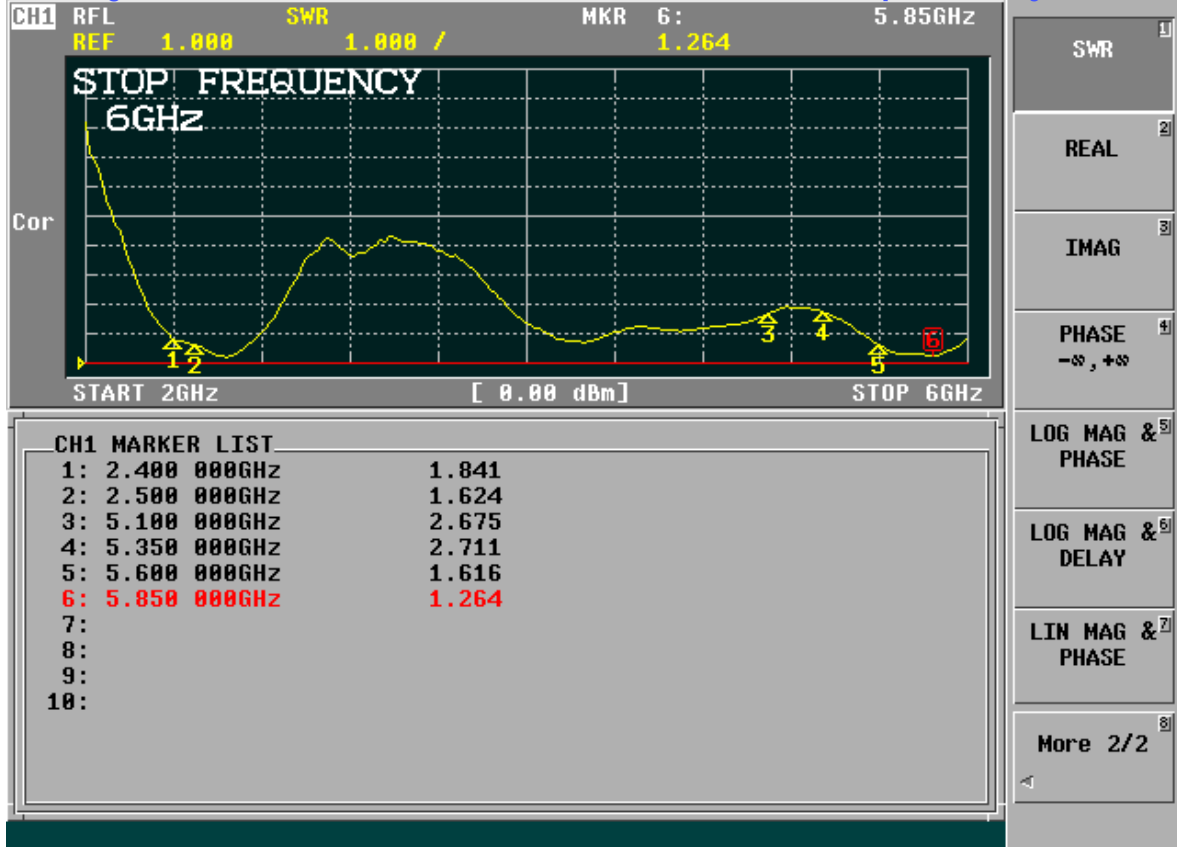 CH1 RFL SWR MKR 6: 5.85GHz
REF 1.000 1.000 / 1.264
STOP FREQUENCY
6GHz
Cor
1 2 3 4 5 6
START 2GHz [ 0.00 dBm] STOP 6GHz
CH1 MARKER LIST
1: 2.400 000GHz 1.841
2: 2.500 000GHz 1.624
3: 5.100 000GHz 2.675
4: 5.350 000GHz 2.711
5: 5.600 000GHz 1.616
6: 5.850 000GHz 1.264
7:
8:
9:
10:
1
SWR
2
REAL
3
IMAG
4
PHASE
-∞,+∞
5
LOG MAG &
PHASE
6
LOG MAG &
DELAY
7
LIN MAG &
PHASE
8
More 2/2